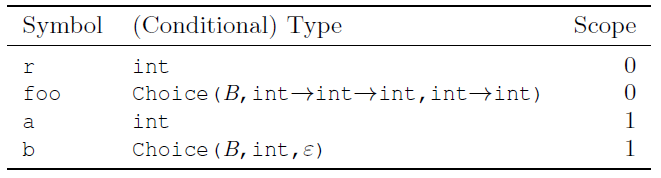 Symbol (Conditional) Type Scope
r int 0
foo Choice(B,int→int→int,int→int) 0
a int 1
b Choice(B,int,ε) 1